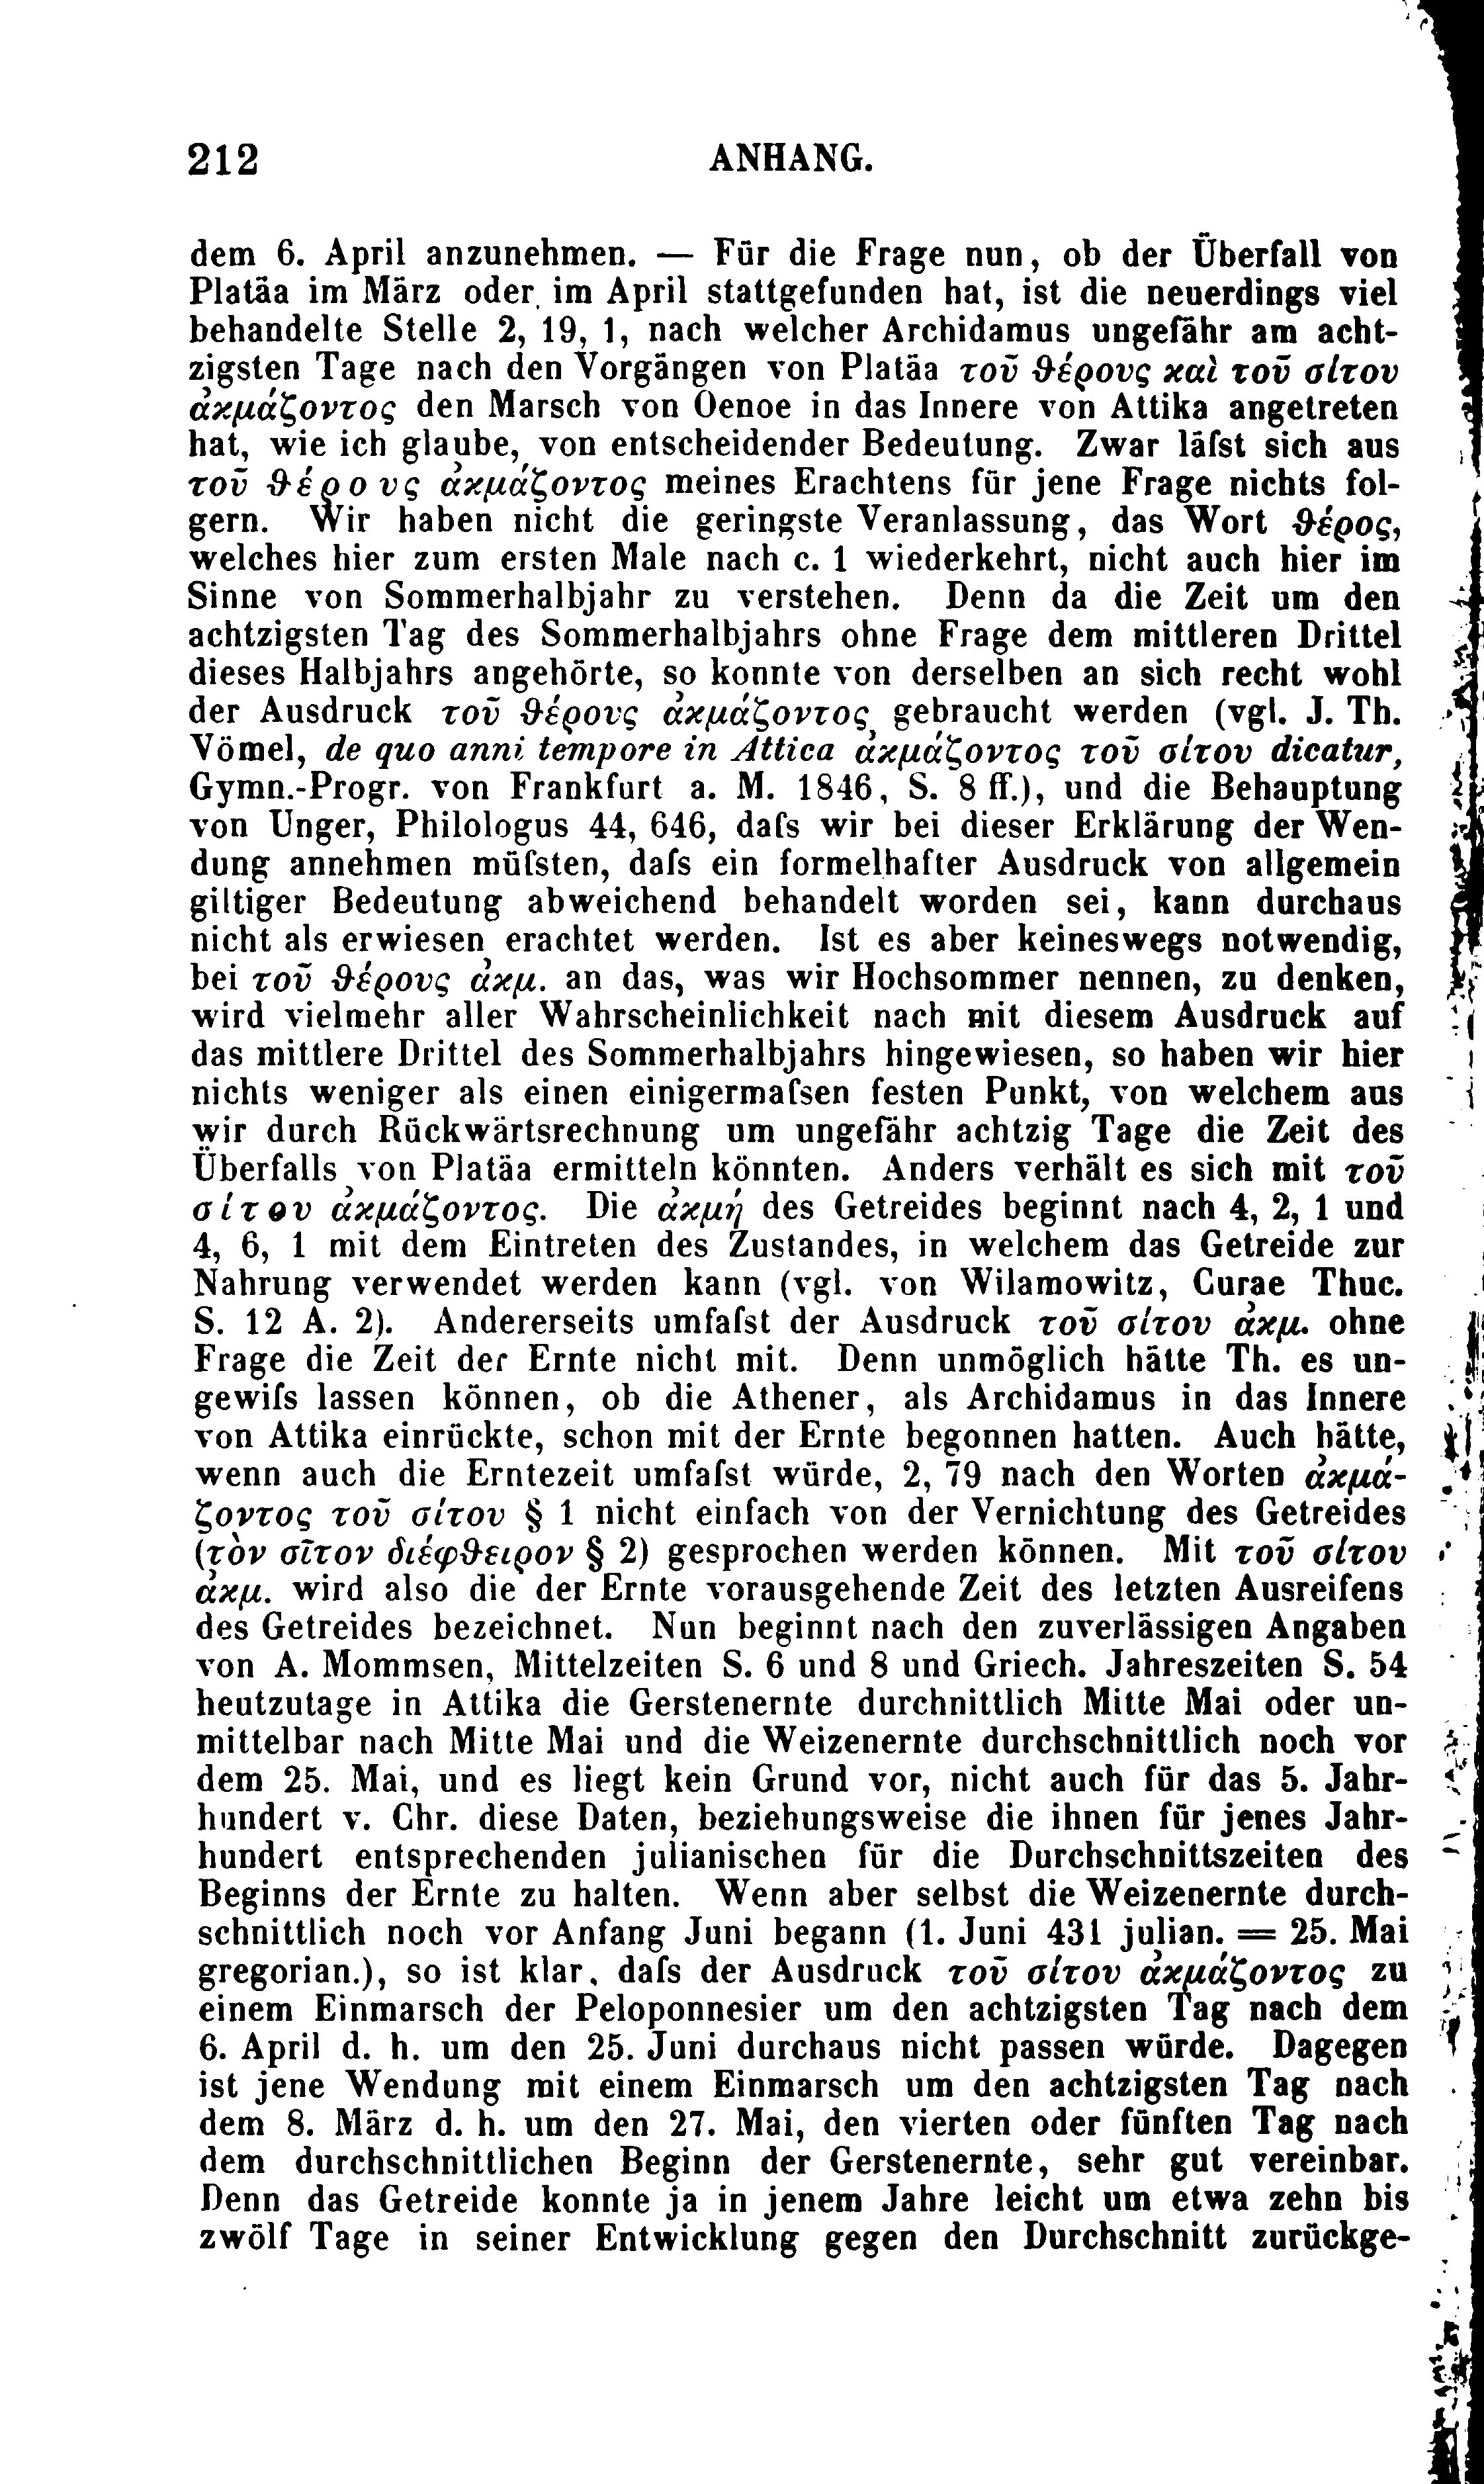 212 ANHANG.
dem 6. April anzunehmen. — Für die Frage nun, ob der Überfall von
Platäa im März oder im April stattgefunden hat, ist die neuerdings viel
behandelte Stelle 2, 19, 1, nach welcher Archidamus ungefähr am acht-
zigsten Tage nach den Vorgängen von Platäa τοῦ θέρους καὶ τοῦ σίτου
ἀκμάζοντος den Marsch von Oenoe in das Innere von Attika angetreten
hat, wie ich glaube, von entscheidender Bedeutung. Zwar läſst sich aus
τοῦ θέρους ἀκμάζοντος meines Erachtens für jene Frage nichts fol-
gern. Wir haben nicht die geringste Veranlassung, das Wort θέρος,
welches hier zum ersten Male nach c. 1 wiederkehrt, nicht auch hier im
Sinne von Sommerhalbjahr zu verstehen. Denn da die Zeit um den
achtzigsten Tag des Sommerhalbjahrs ohne Frage dem mittleren Drittel
dieses Halbjahrs angehörte, so konnte von derselben an sich recht wohl
der Ausdruck τοῦ θέρους ἀκμάζοντος gebraucht werden (vgl. J. Th.
Vömel, de quo anni tempore in Attica ἀκμάζοντος τοῦ σίτου dicatur,
Gymn.-Progr. von Frankfurt a. M. 1846, S. 8 ff.), und die Behauptung
von Unger, Philologus 44, 646, daſs wir bei dieser Erklärung der Wen-
dung annehmen müſsten, daſs ein formelhafter Ausdruck von allgemein
giltiger Bedeutung abweichend behandelt worden sei, kann durchaus
nicht als erwiesen erachtet werden. Ist es aber keineswegs notwendig,
bei τοῦ θέρους ἀκμ. an das, was wir Hochsommer nennen, zu denken,
wird vielmehr aller Wahrscheinlichkeit nach mit diesem Ausdruck auf
das mittlere Drittel des Sommerhalbjahrs hingewiesen, so haben wir hier
nichts weniger als einen einigermaſsen festen Punkt, von welchem aus
wir durch Rückwärtsrechnung um ungefähr achtzig Tage die Zeit des
Überfalls von Platäa ermitteln könnten. Anders verhält es sich mit τοῦ
σίτου ἀκμάζοντος. Die ἀκμή des Getreides beginnt nach 4, 2, 1 und
4, 6, 1 mit dem Eintreten des Zustandes, in welchem das Getreide zur
Nahrung verwendet werden kann (vgl. von Wilamowitz, Curae Thuc.
S. 12 A. 2). Andererseits umfaſst der Ausdruck τοῦ σίτου ἀκμ. ohne
Frage die Zeit der Ernte nicht mit. Denn unmöglich hätte Th. es un-
gewiſs lassen können, ob die Athener, als Archidamus in das Innere
von Attika einrückte, schon mit der Ernte begonnen hatten. Auch hätte,
wenn auch die Erntezeit umfaſst würde, 2, 79 nach den Worten ἀκμά-
ζοντος τοῦ σίτου § 1 nicht einfach von der Vernichtung des Getreides
(τὸν σῖτον διέφθειρον § 2) gesprochen werden können. Mit τοῦ σίτου
ἀκμ. wird also die der Ernte vorausgehende Zeit des letzten Ausreifens
des Getreides bezeichnet. Nun beginnt nach den zuverlässigen Angaben
von A. Mommsen, Mittelzeiten S. 6 und 8 und Griech. Jahreszeiten S. 54
heutzutage in Attika die Gerstenernte durchnittlich Mitte Mai oder un-
mittelbar nach Mitte Mai und die Weizenernte durchschnittlich noch vor
dem 25. Mai, und es liegt kein Grund vor, nicht auch für das 5. Jahr-
hundert v. Chr. diese Daten, beziehungsweise die ihnen für jenes Jahr-
hundert entsprechenden julianischen für die Durchschnittszeiten des
Beginns der Ernte zu halten. Wenn aber selbst die Weizenernte durch-
schnittlich noch vor Anfang Juni begann (1. Juni 431 julian. = 25. Mai
gregorian.), so ist klar, daſs der Ausdruck τοῦ σίτου ἀκμάζοντος zu
einem Einmarsch der Peloponnesier um den achtzigsten Tag nach dem
6. April d. h. um den 25. Juni durchaus nicht passen würde. Dagegen
ist jene Wendung mit einem Einmarsch um den achtzigsten Tag nach
dem 8. März d. h. um den 27. Mai, den vierten oder fünften Tag nach
dem durchschnittlichen Beginn der Gerstenernte, sehr gut vereinbar.
Denn das Getreide konnte ja in jenem Jahre leicht um etwa zehn bis
zwölf Tage in seiner Entwicklung gegen den Durchschnitt zurückge-